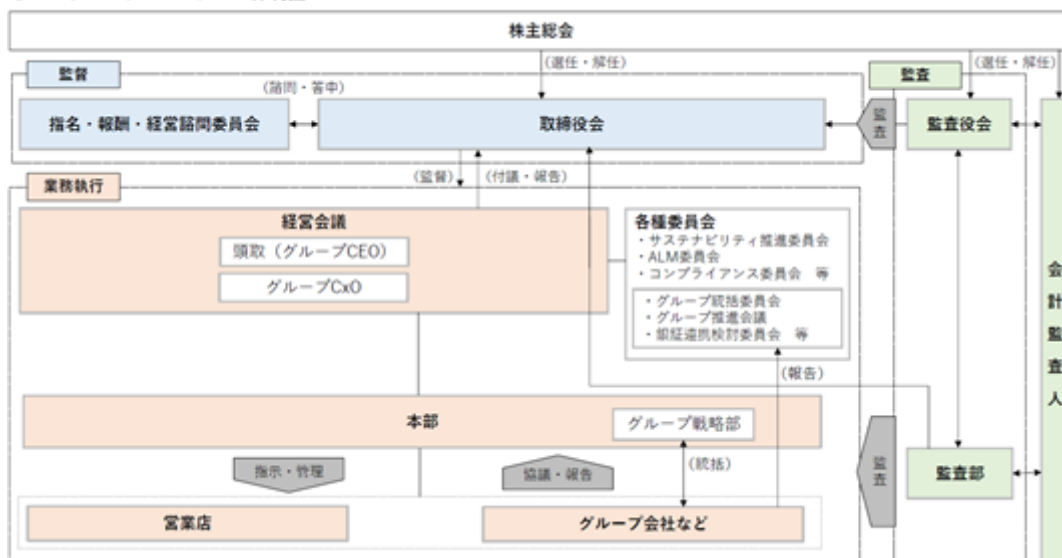 株主総会
(選任・解任)
(選任・解任)
監督
監査
(諮問・答申)
指名・報酬・経営諮問委員会
取締役会
監査
監査役会
(監督)
(付議・報告)
業務執行
経営会議
頭取(グループCEO)
グループCxO
各種委員会
・サステナビリティ推進委員会
・ALM委員会
・コンプライアンス委員会 等
・グループ統括委員会
・グループ推進会議
・銀証連携検討委員会 等
会計監査人
(報告)
本部
グループ戦略部
指示・管理
協議・報告
(統括)
監査
監査部
営業店
グループ会社など